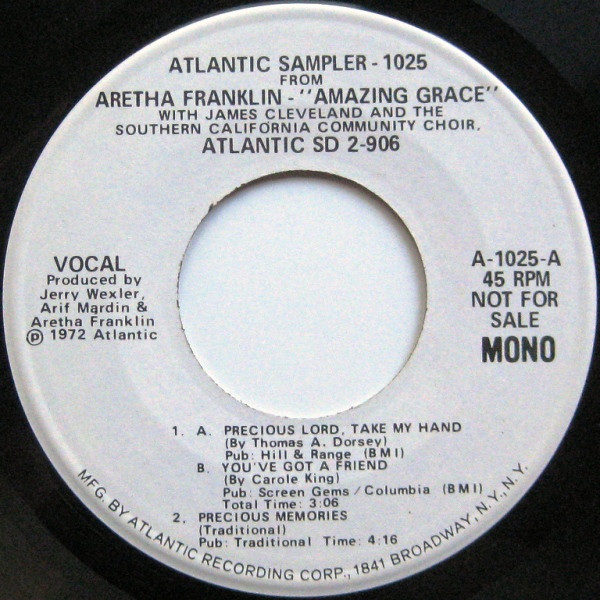 ATLANTIC SAMPLER - 1025
FROM
ARETHA FRANKLIN - "AMAZING GRACE"
WITH JAMES CLEVELAND AND THE
SOUTHERN CALIFORNIA COMMUNITY CHOIR.
ATLANTIC SD 2-906
VOCAL
Produced by
Jerry Wexler,
Arif Mardin &
Aretha Franklin
℗ 1972 Atlantic
A-1025-A
45 RPM
NOT FOR
SALE
MONO
1. A. PRECIOUS LORD, TAKE MY HAND
(By Thomas A. Dorsey)
Pub: Hill & Range (BMI)
B. YOU'VE GOT A FRIEND
(By Carole King)
Pub: Screen Gems / Columbia (BMI)
Total Time: 3:06
2. PRECIOUS MEMORIES
(Traditional)
Pub: Traditional Time: 4:16
MFG. BY ATLANTIC RECORDING CORP., 1841 BROADWAY, N.Y., N.Y.